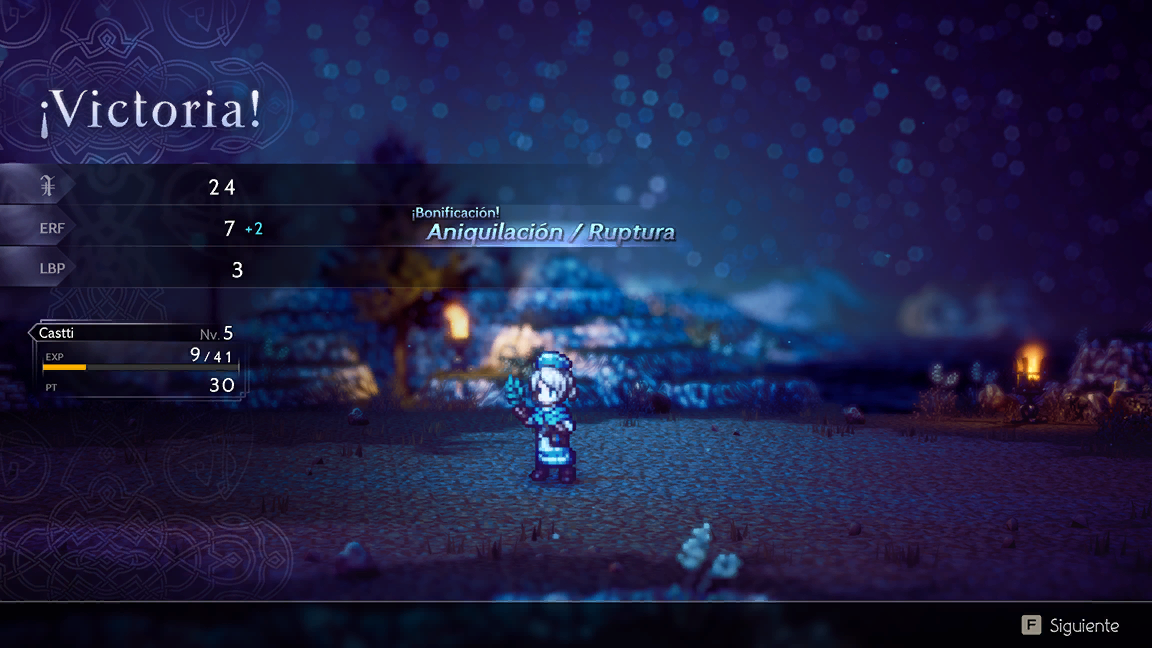 ¡Victoria!
24
ERF 7 +2
¡Bonificación!
Aniquilación / Ruptura
LBP 3
Castti Nv. 5
EXP 9/41
PT 30
F Siguiente